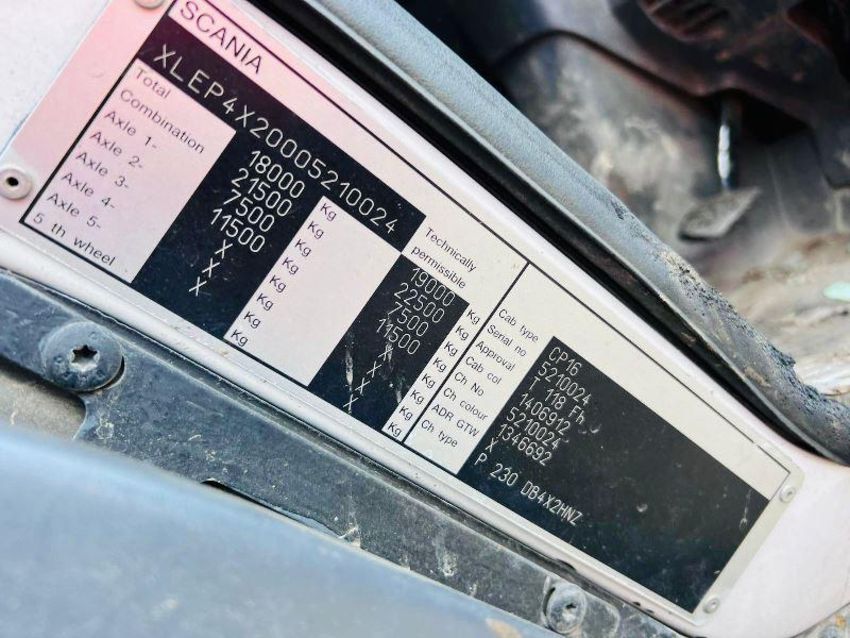 SCANIA
XLEP4X20005210024
Technically
permissible
Total 18000 Kg 19000 Kg
Combination 21500 Kg 22500 Kg
Axle 1- 7500 Kg 7500 Kg
Axle 2- 11500 Kg 11500 Kg
Axle 3- X Kg X Kg
Axle 4- X Kg X Kg
Axle 5- X Kg X Kg
5 th wheel Kg X Kg
Cab type CP16
Serial no 5210024
Approval T 118 Fh
Cab col 1406912
Ch No 5210024
Ch colour 1346692
ADR GTW X
Ch type P 230 DB4X2HNZ